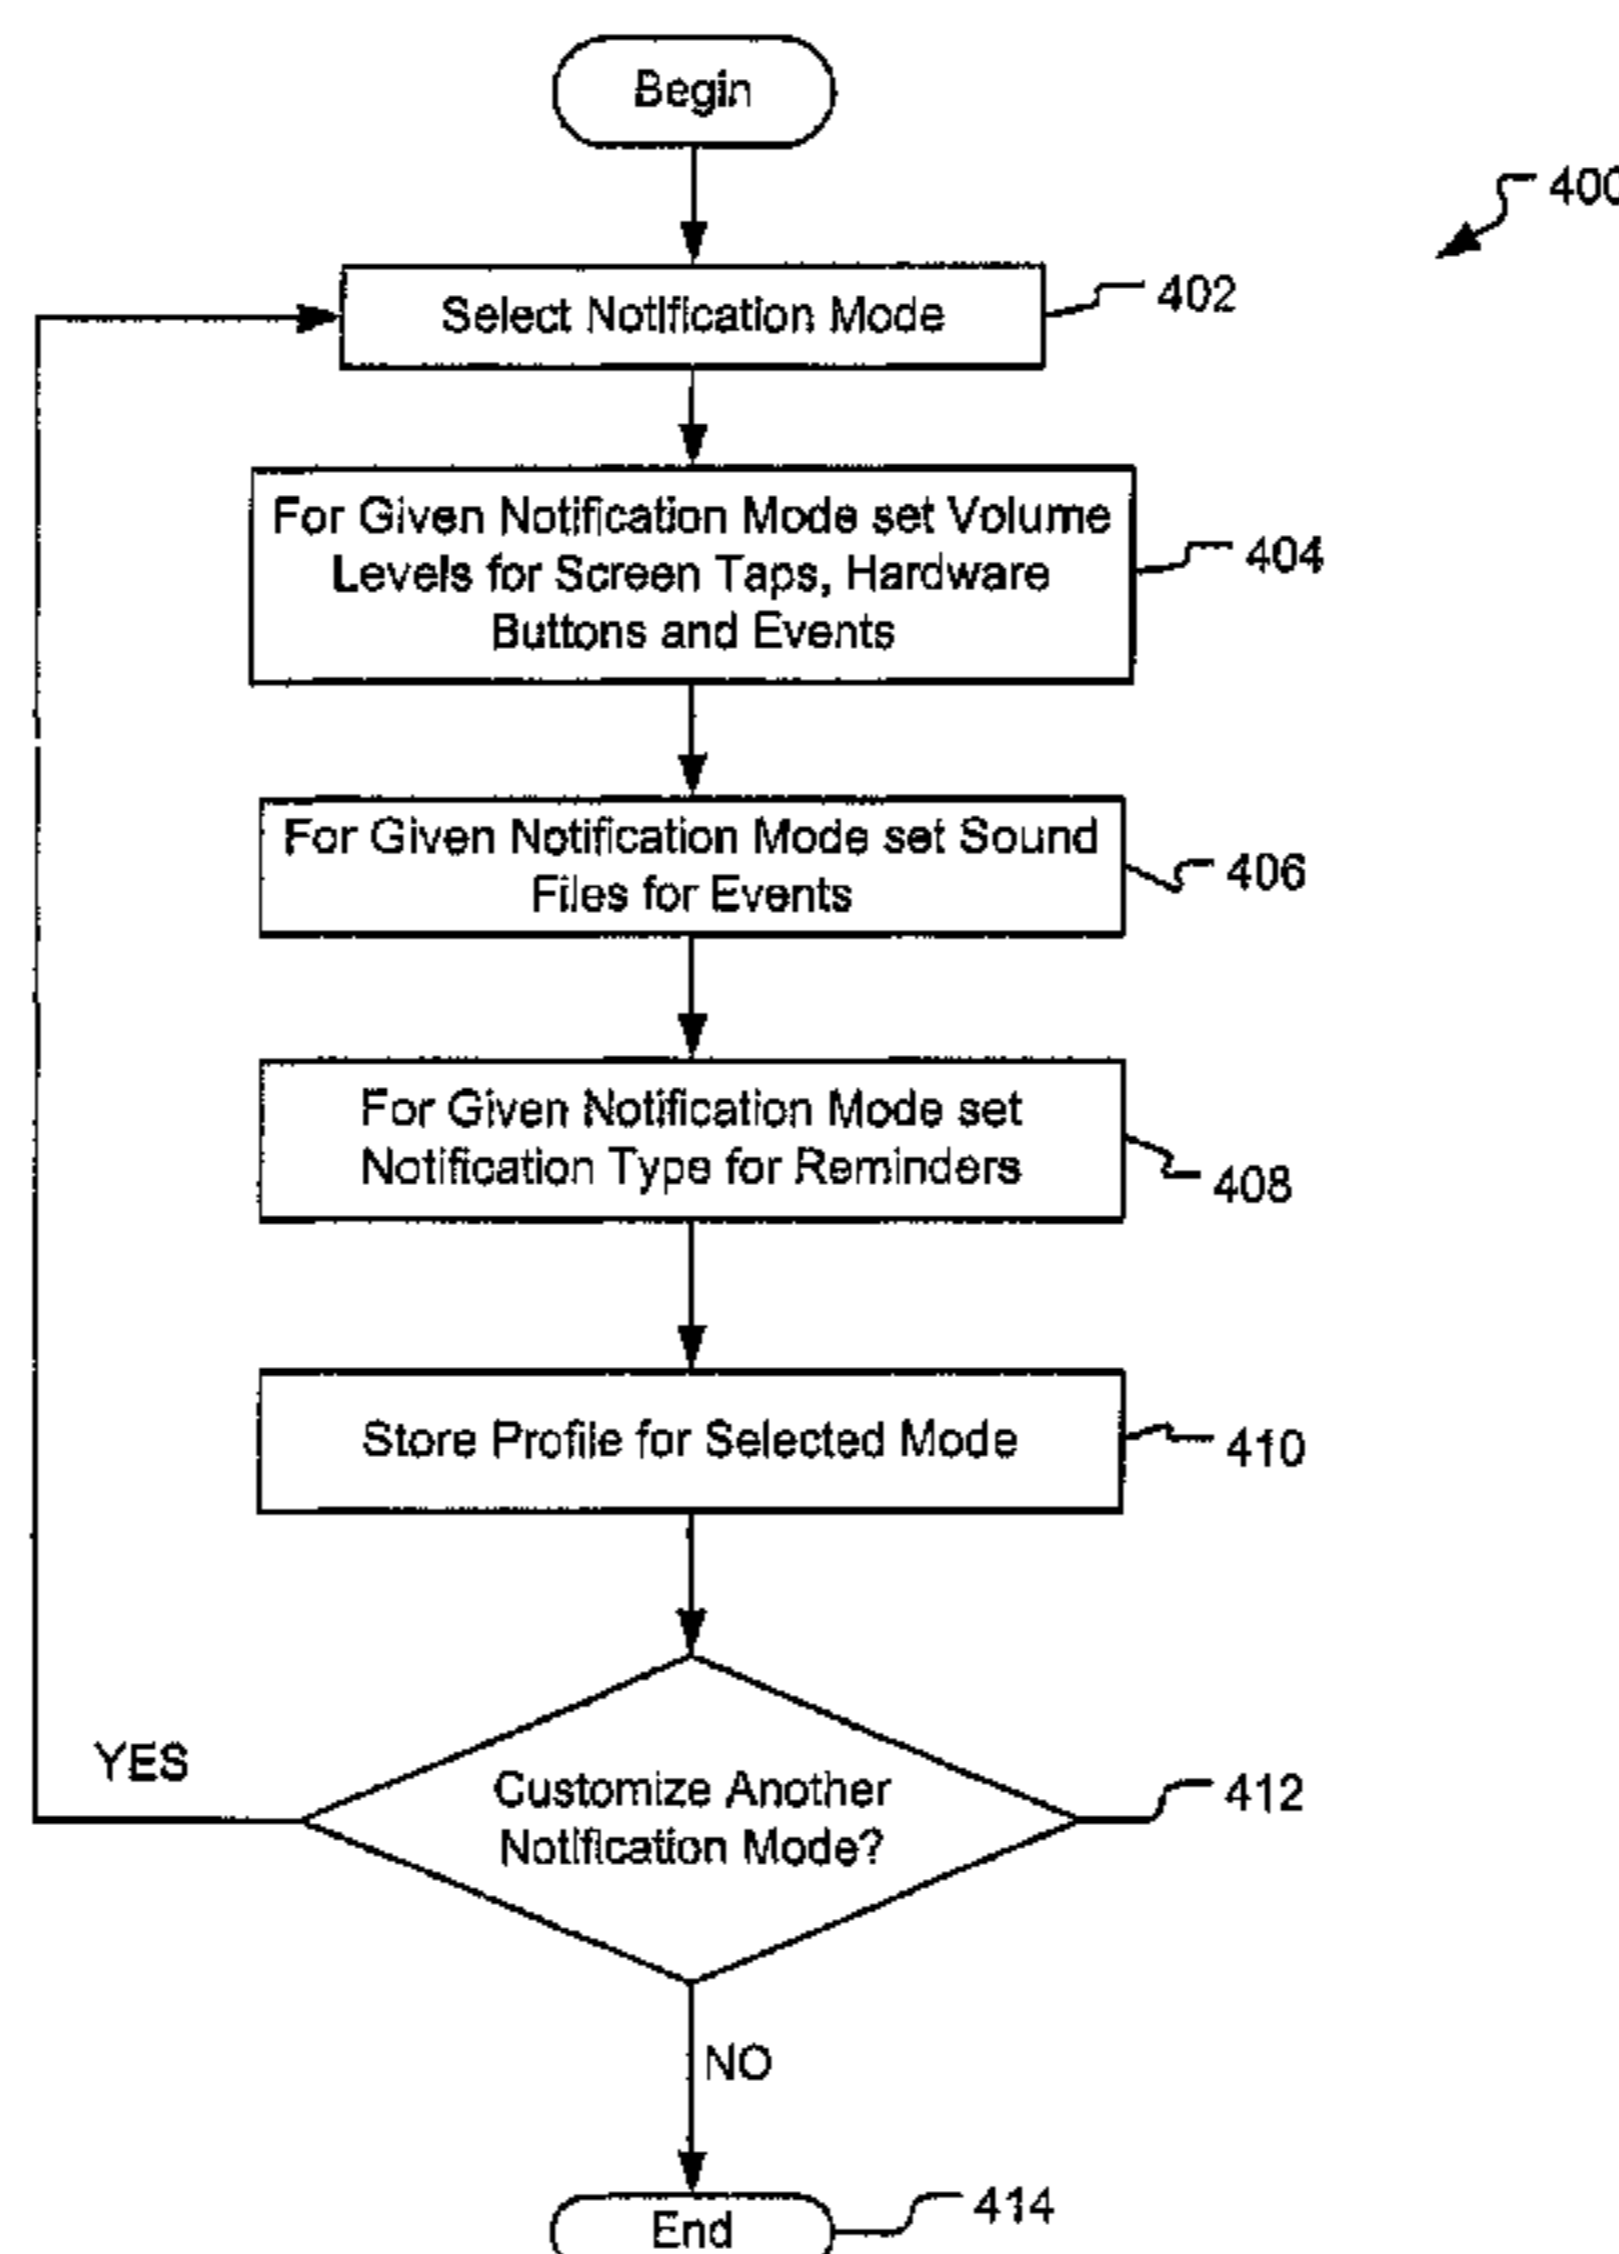 Begin
400
Select Notification Mode
402
For Given Notification Mode set Volume
Levels for Screen Taps, Hardware
Buttons and Events
404
For Given Notification Mode set Sound
Files for Events
406
For Given Notification Mode set
Notification Type for Reminders
408
Store Profile for Selected Mode
410
YES
Customize Another
Notification Mode?
412
NO
End
414